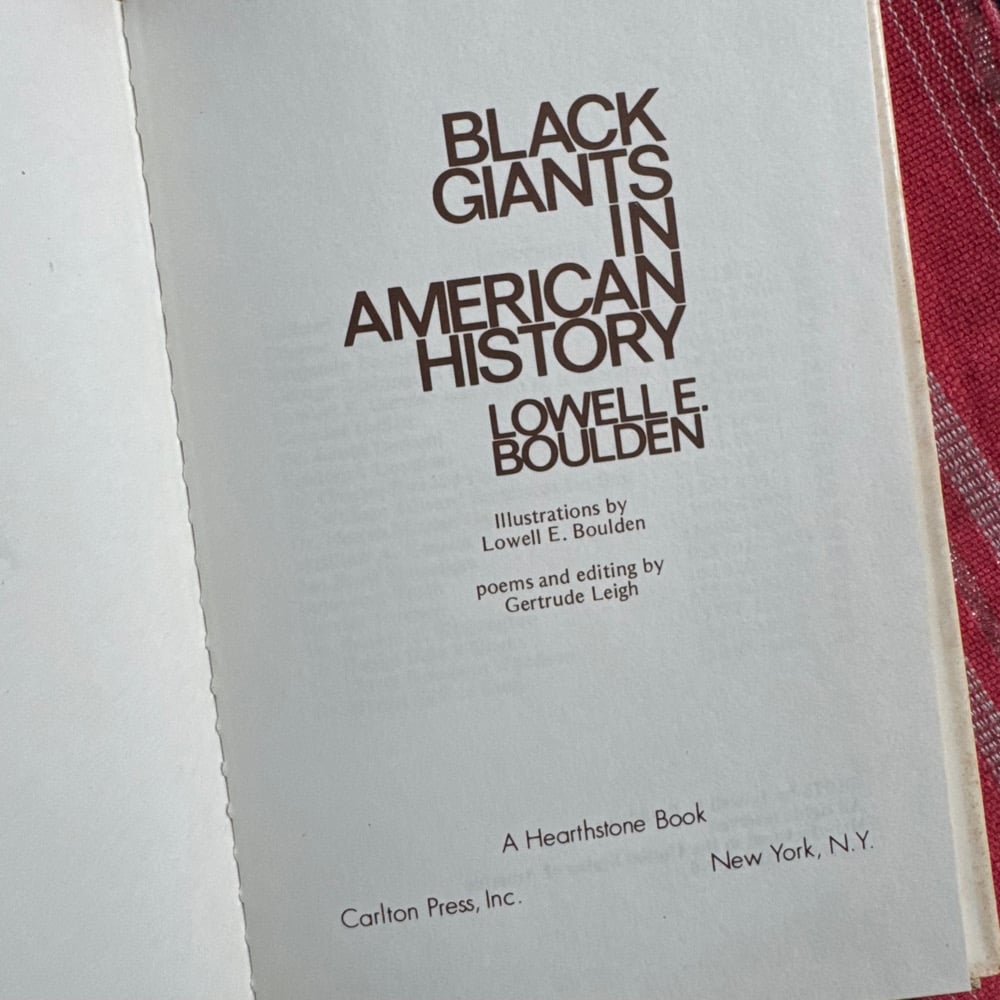 BLACK
GIANTS
IN
AMERICAN
HISTORY
LOWELL E.
BOULDEN
Illustrations by
Lowell E. Boulden
poems and editing by
Gertrude Leigh
A Hearthstone Book
Carlton Press, Inc.
New York, N.Y.